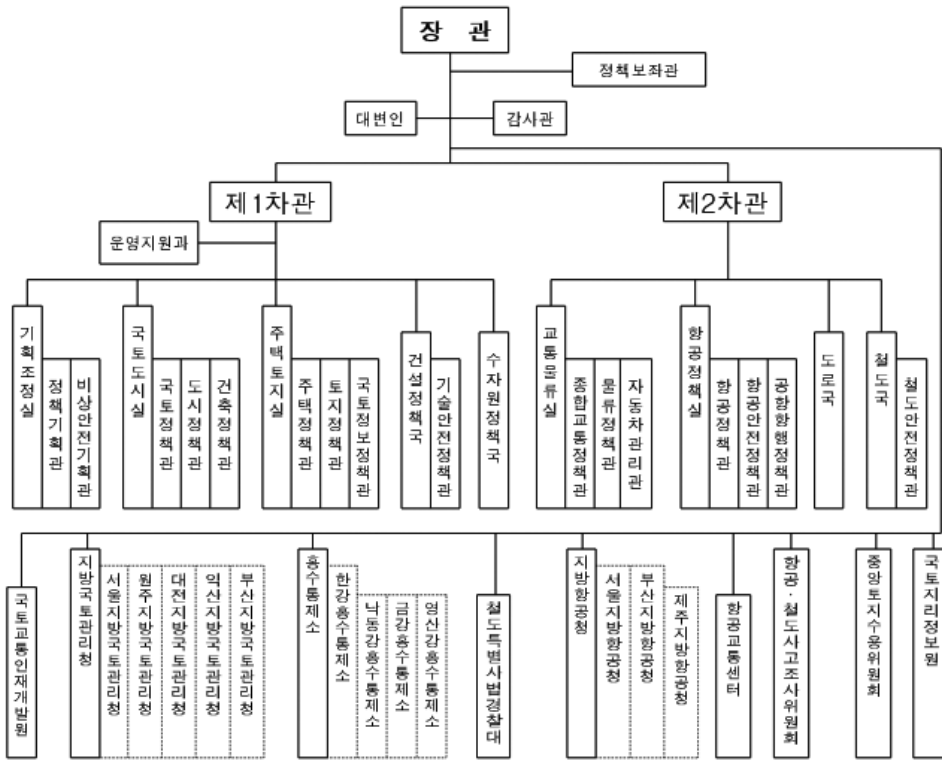 장 관
정책보좌관
대변인
감사관
제1차관
제2차관
운영지원과
기획조정실
정책기획관
비상안전기획관
국토도시실
국토정책관
도시정책관
건축정책관
주택토지실
주택정책관
토지정책관
국토정보정책관
건설정책국
기술안전정책관
수자원정책국
교통물류실
종합교통정책관
물류정책관
자동차관리관
항공정책실
항공정책관
항공안전정책관
공항항행정책관
도로국
철도국
철도안전정책관
국토교통인재개발원
지방국토관리청
서울지방국토관리청
원주지방국토관리청
대전지방국토관리청
익산지방국토관리청
부산지방국토관리청
홍수통제소
한강홍수통제소
낙동강홍수통제소
금강홍수통제소
영산강홍수통제소
철도특별사법경찰대
지방항공청
서울지방항공청
부산지방항공청
제주지방항공청
항공교통센터
항공·철도사고조사위원회
중앙토지수용위원회
국토지리정보원